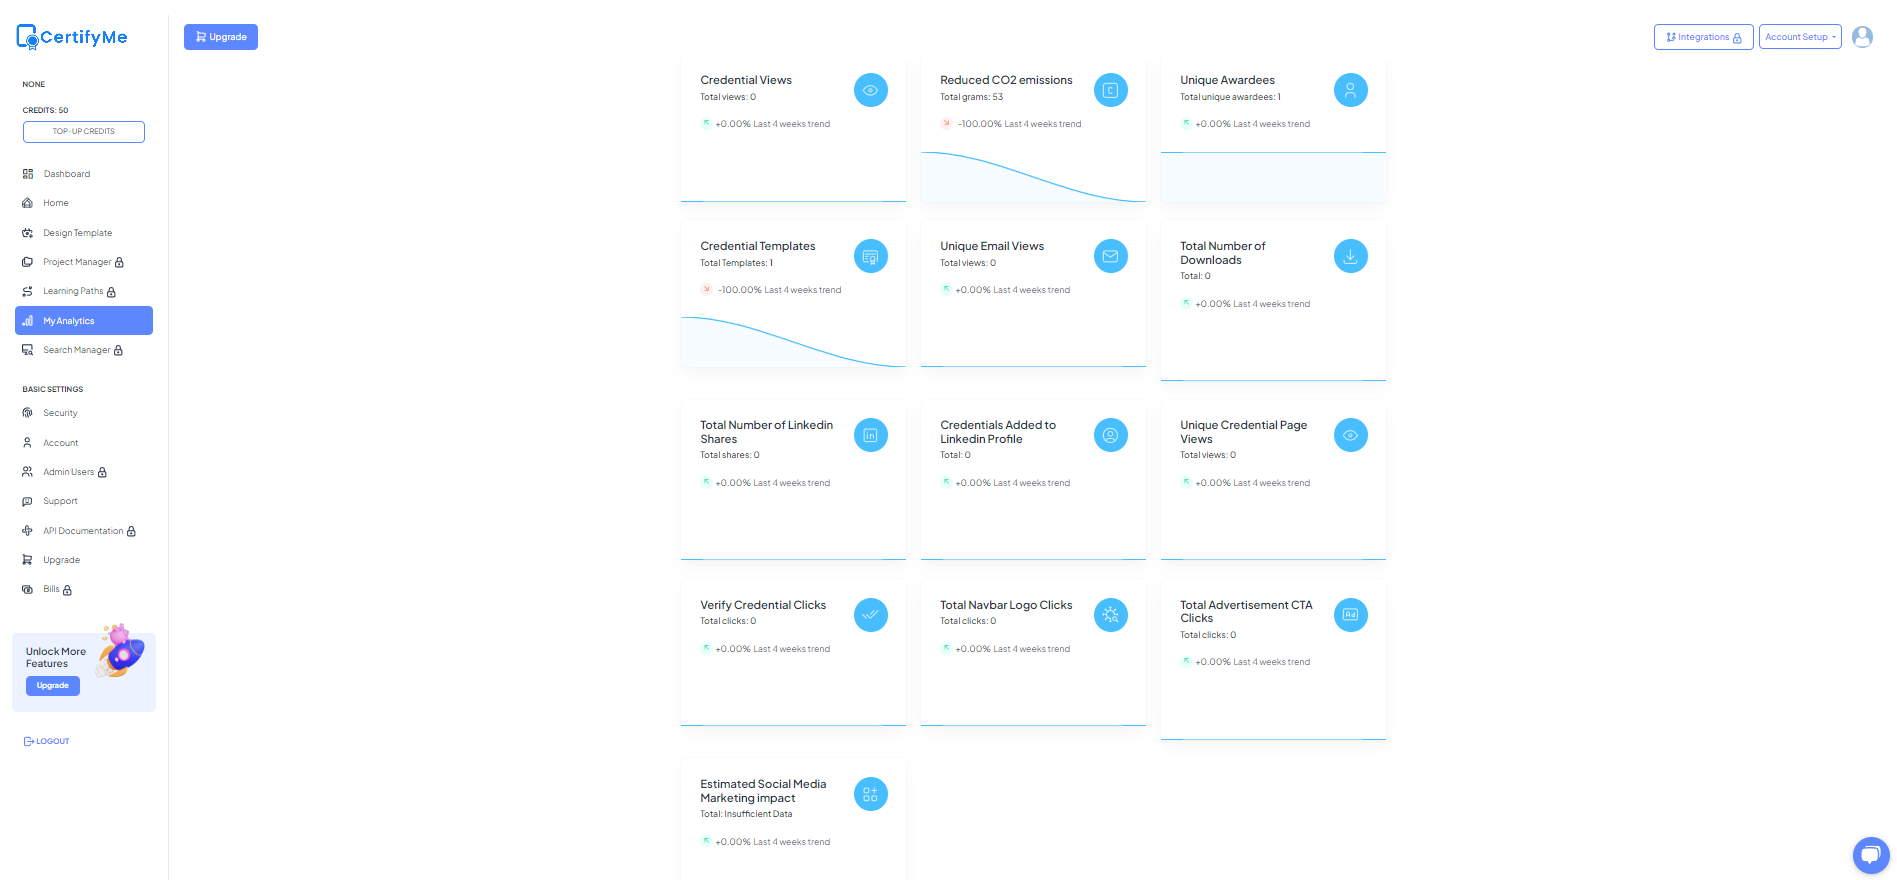 CertifyMe
Upgrade
Integrations
Account Setup
NONE
CREDITS: 50
TOP-UP CREDITS
Dashboard
Home
Design Template
Project Manager
Learning Paths
My Analytics
Search Manager
BASIC SETTINGS
Security
Account
Admin Users
Support
API Documentation
Upgrade
Bills
Unlock More
Features
Upgrade
LOGOUT
Credential Views
Total views: 0
+0.00% Last 4 weeks trend
Reduced CO2 emissions
Total grams: 53
-100.00% Last 4 weeks trend
Unique Awardees
Total unique awardees: 1
+0.00% Last 4 weeks trend
Credential Templates
Total Templates: 1
-100.00% Last 4 weeks trend
Unique Email Views
Total views: 0
+0.00% Last 4 weeks trend
Total Number of
Downloads
Total: 0
+0.00% Last 4 weeks trend
Total Number of Linkedin
Shares
Total shares: 0
+0.00% Last 4 weeks trend
Credentials Added to
Linkedin Profile
Total: 0
+0.00% Last 4 weeks trend
Unique Credential Page
Views
Total views: 0
+0.00% Last 4 weeks trend
Verify Credential Clicks
Total clicks: 0
+0.00% Last 4 weeks trend
Total Navbar Logo Clicks
Total clicks: 0
+0.00% Last 4 weeks trend
Total Advertisement CTA
Clicks
Total clicks: 0
+0.00% Last 4 weeks trend
Estimated Social Media
Marketing impact
Total: Insufficient Data
+0.00% Last 4 weeks trend